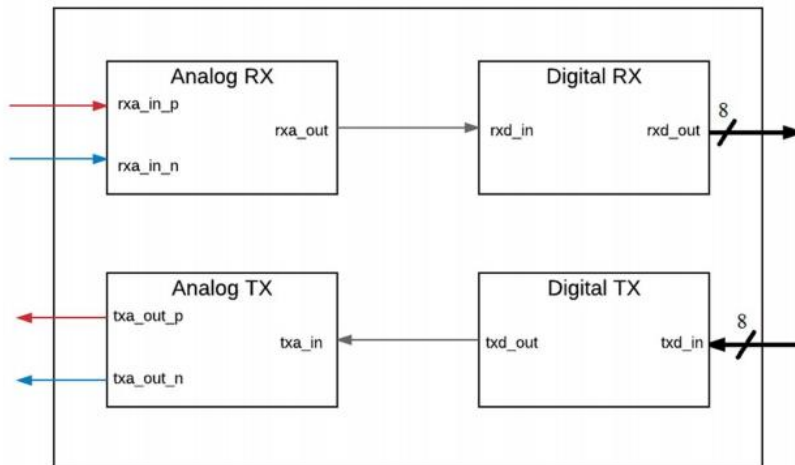 Analog RX
rxa_in_p
rxa_out
rxa_in_n
Digital RX
rxd_in
rxd_out
8
Analog TX
txa_out_p
txa_in
txa_out_n
Digital TX
txd_out
txd_in
8